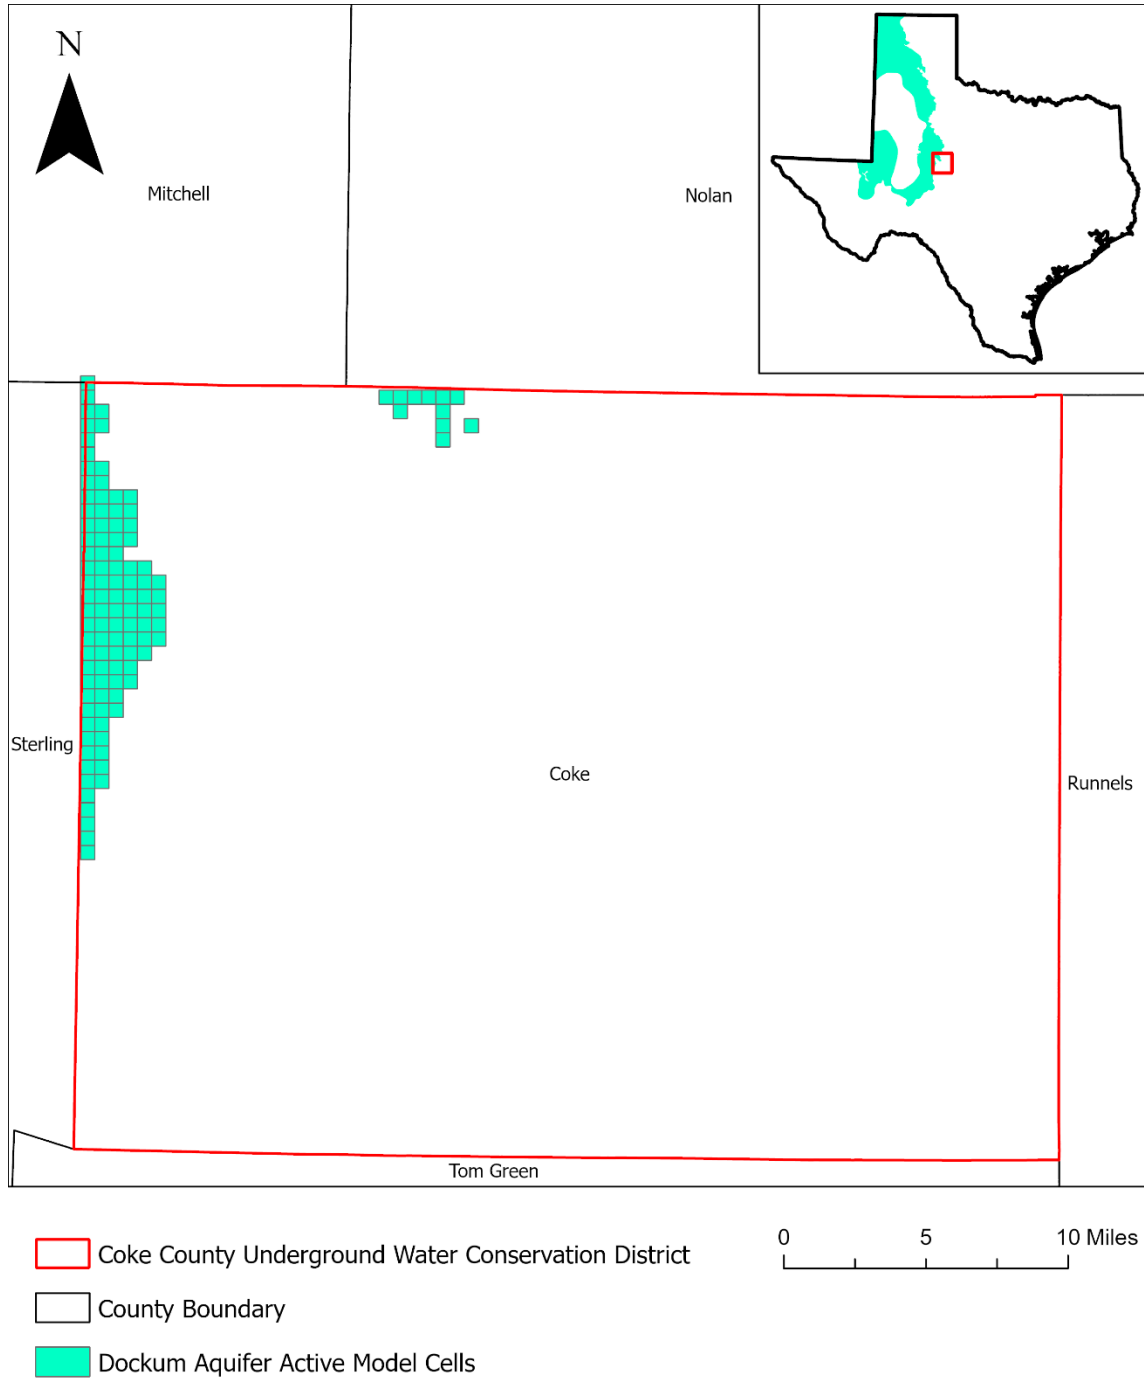 N
Mitchell
Nolan
Sterling
Coke
Runnels
Tom Green
Coke County Underground Water Conservation District
County Boundary
Dockum Aquifer Active Model Cells
0 5 10 Miles